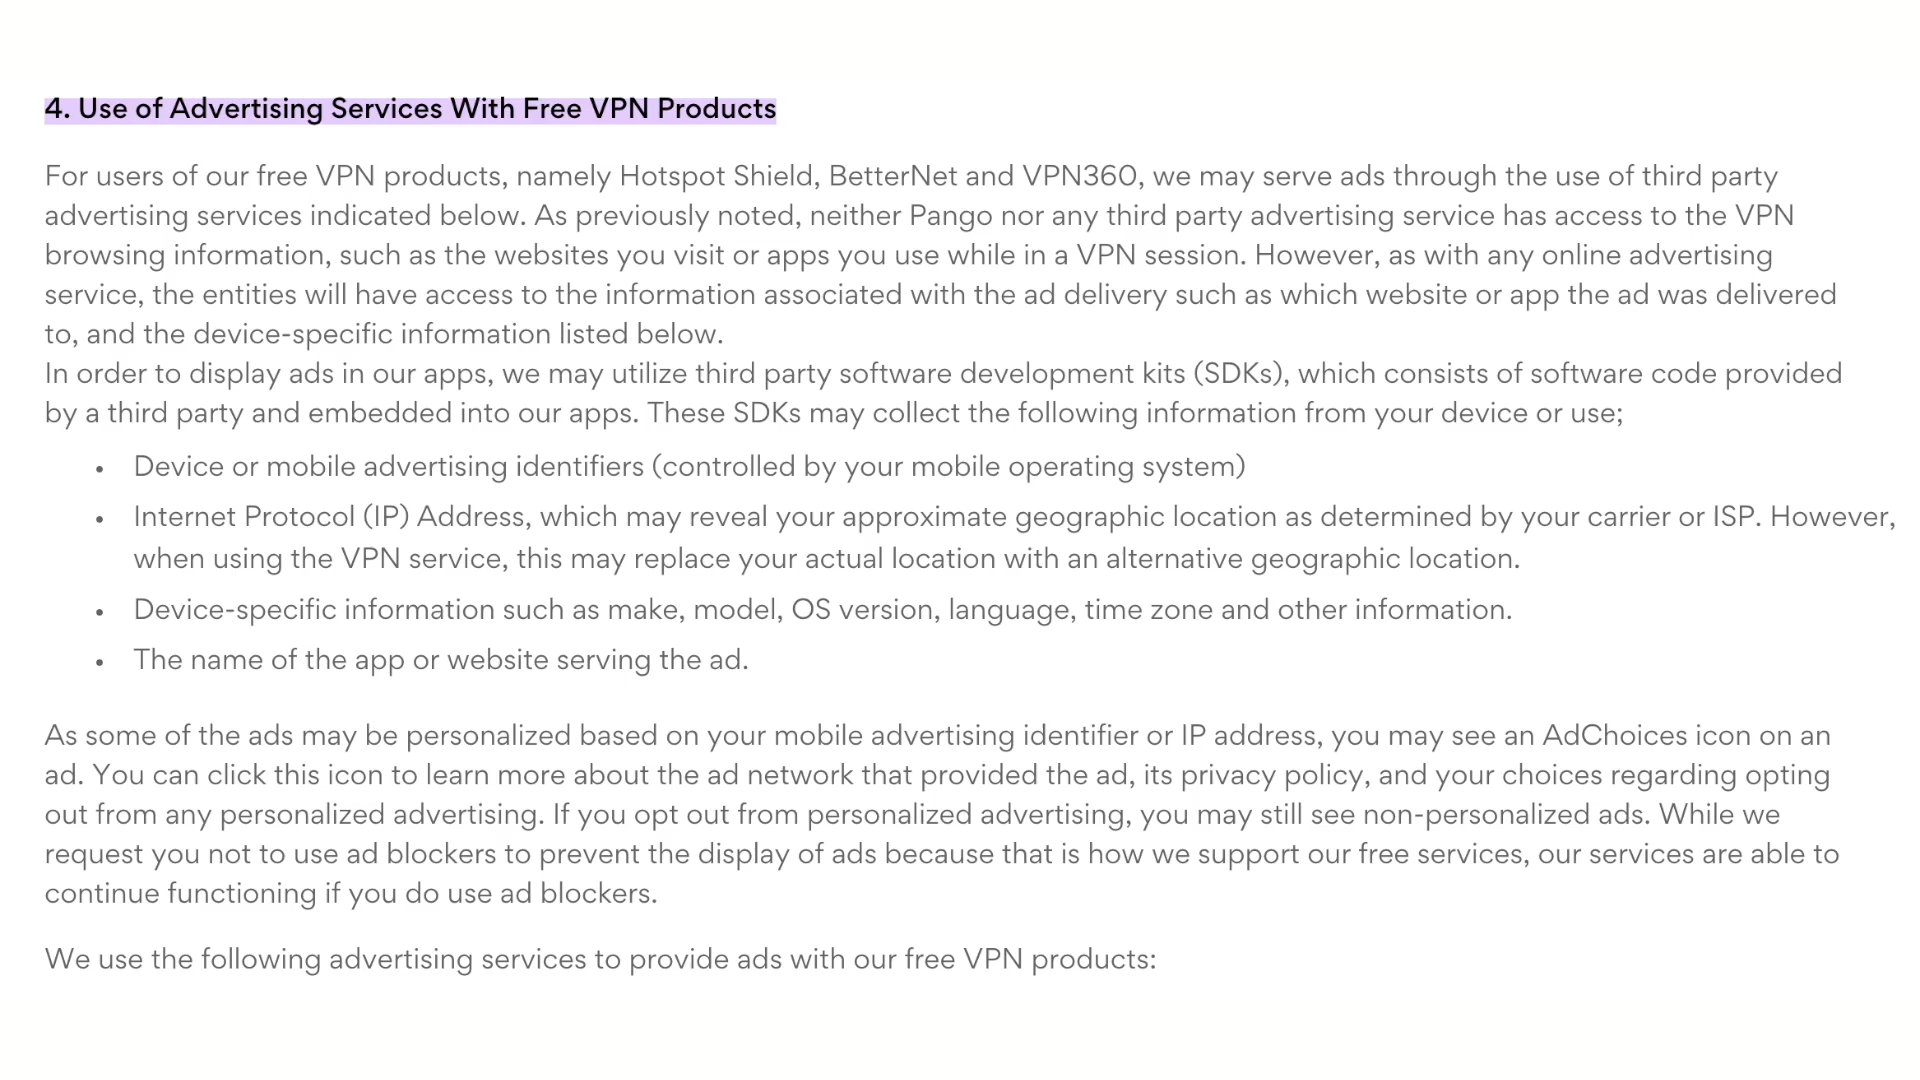 4. Use of Advertising Services With Free VPN Products
For users of our free VPN products, namely Hotspot Shield, BetterNet and VPN360, we may serve ads through the use of third party
advertising services indicated below. As previously noted, neither Pango nor any third party advertising service has access to the VPN
browsing information, such as the websites you visit or apps you use while in a VPN session. However, as with any online advertising
service, the entities will have access to the information associated with the ad delivery such as which website or app the ad was delivered
to, and the device-specific information listed below.
In order to display ads in our apps, we may utilize third party software development kits (SDKs), which consists of software code provided
by a third party and embedded into our apps. These SDKs may collect the following information from your device or use;
• Device or mobile advertising identifiers (controlled by your mobile operating system)
• Internet Protocol (IP) Address, which may reveal your approximate geographic location as determined by your carrier or ISP. However,
when using the VPN service, this may replace your actual location with an alternative geographic location.
• Device-specific information such as make, model, OS version, language, time zone and other information.
• The name of the app or website serving the ad.
As some of the ads may be personalized based on your mobile advertising identifier or IP address, you may see an AdChoices icon on an
ad. You can click this icon to learn more about the ad network that provided the ad, its privacy policy, and your choices regarding opting
out from any personalized advertising. If you opt out from personalized advertising, you may still see non-personalized ads. While we
request you not to use ad blockers to prevent the display of ads because that is how we support our free services, our services are able to
continue functioning if you do use ad blockers.
We use the following advertising services to provide ads with our free VPN products: